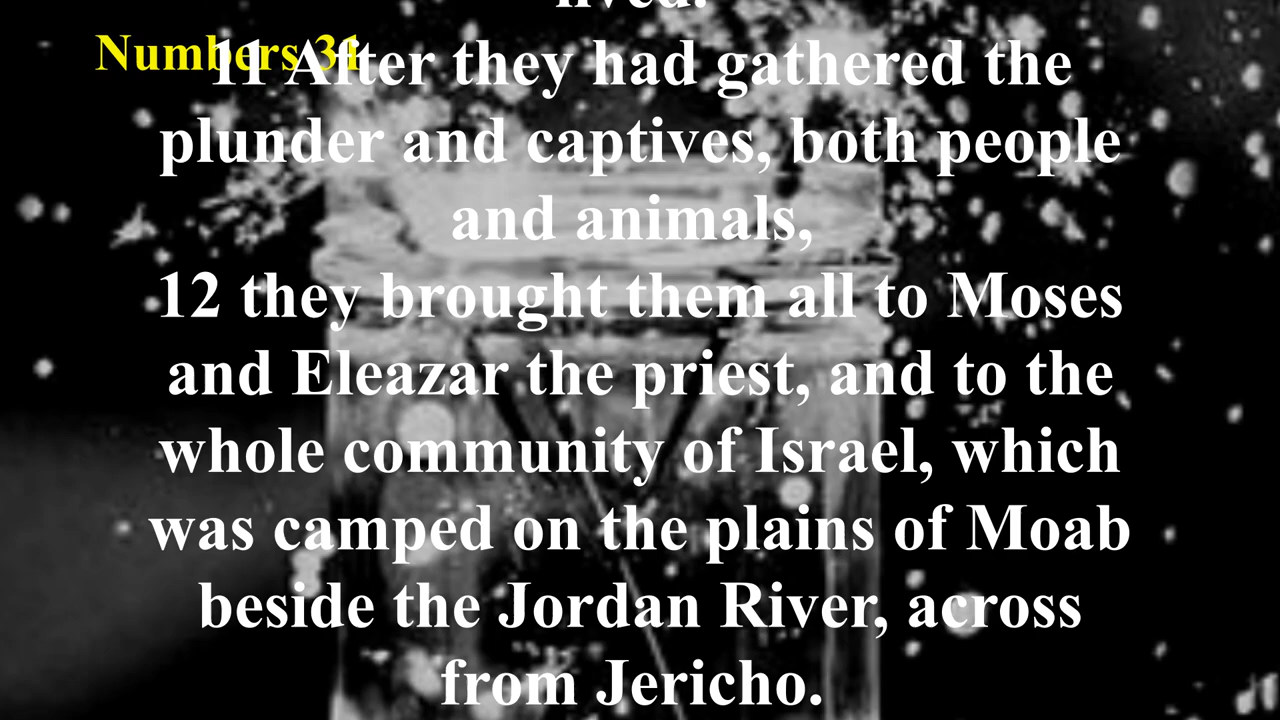 lived.
Numbers 31
11 After they had gathered the
plunder and captives, both people
and animals,
12 they brought them all to Moses
and Eleazar the priest, and to the
whole community of Israel, which
was camped on the plains of Moab
beside the Jordan River, across
from Jericho.